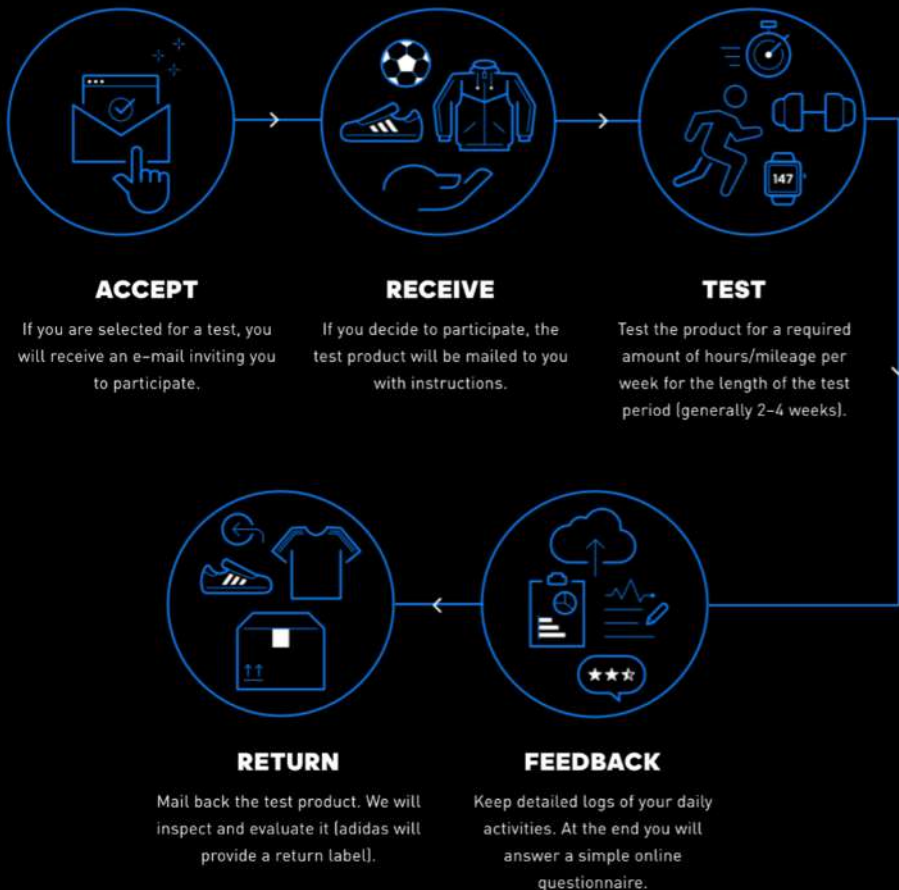 147
ACCEPT
If you are selected for a test, you
will receive an e-mail inviting you
to participate.
RECEIVE
If you decide to participate, the
test product will be mailed to you
with instructions.
TEST
Test the product for a required
amount of hours/mileage per
week for the length of the test
period (generally 2–4 weeks).
FEEDBACK
Keep detailed logs of your daily
activities. At the end you will
answer a simple online
questionnaire.
RETURN
Mail back the test product. We will
inspect and evaluate it (adidas will
provide a return label).